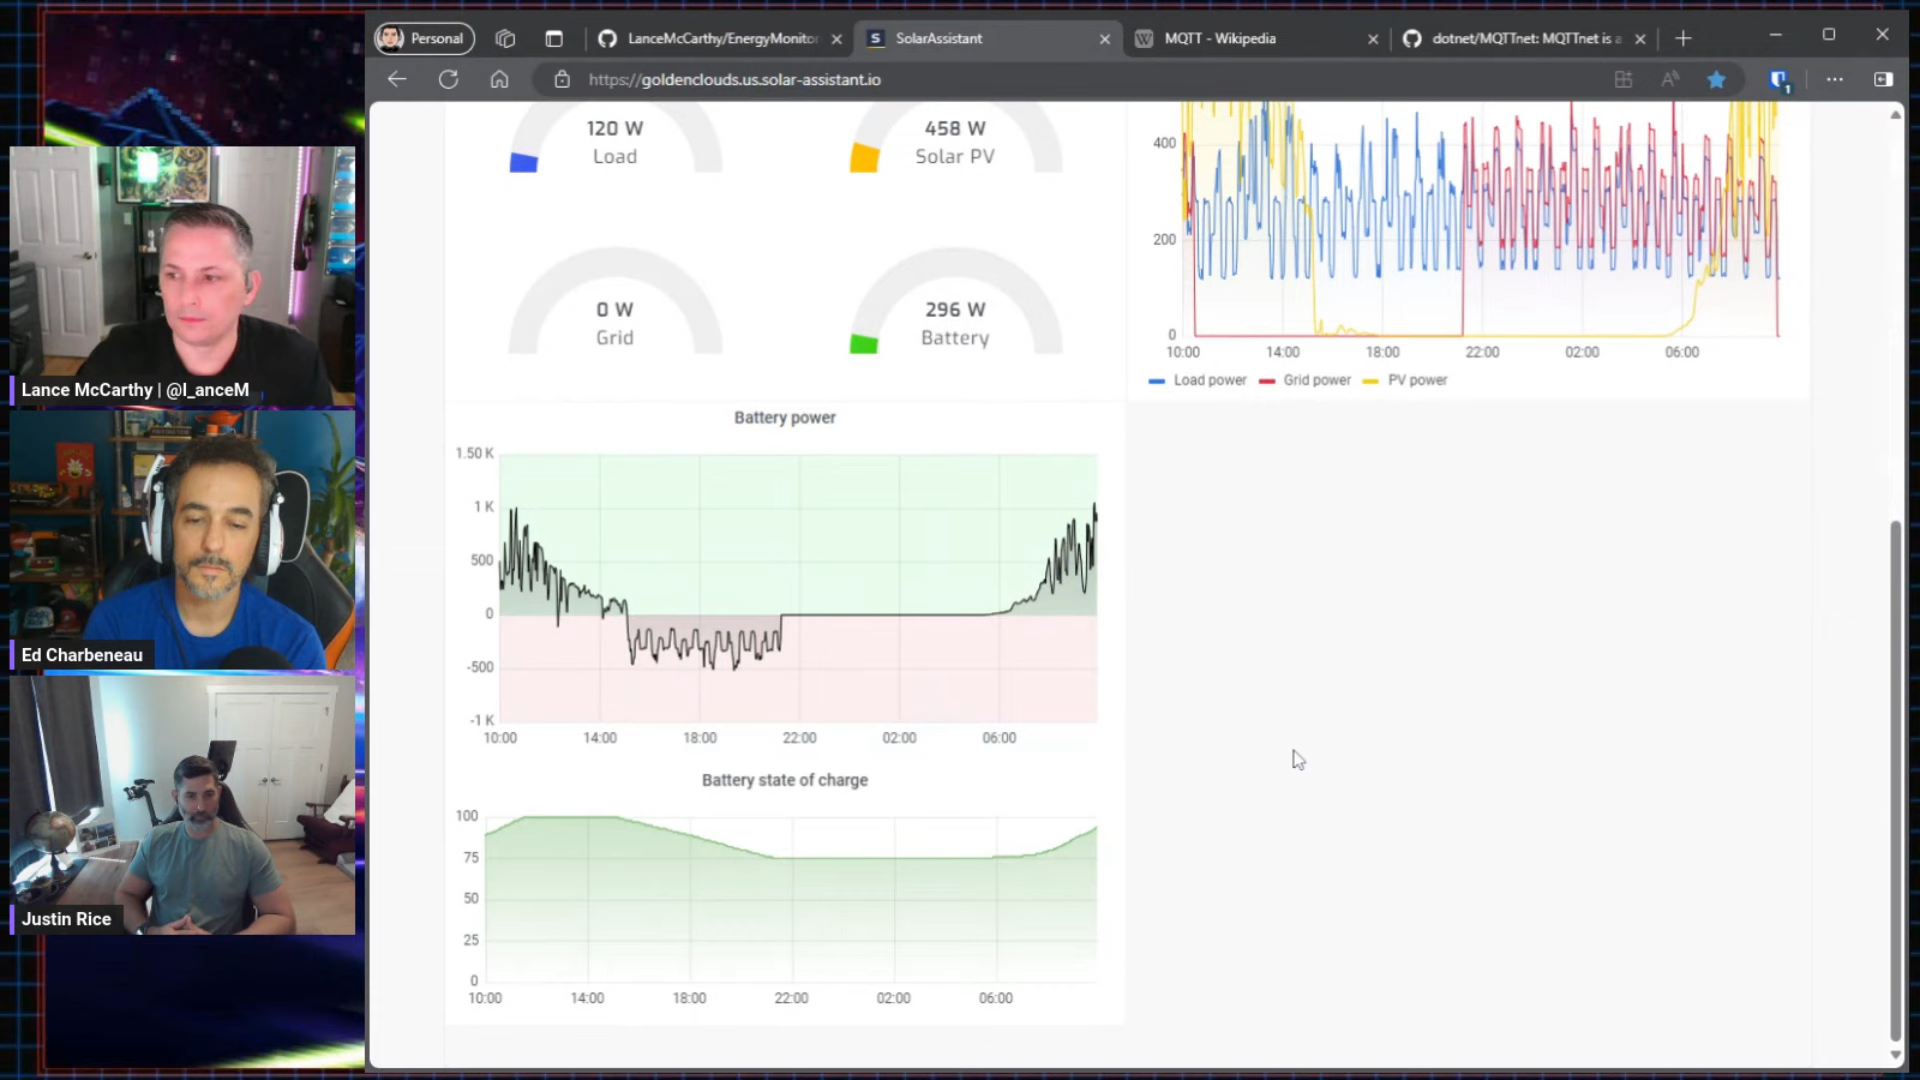 Personal
LanceMcCarthy/EnergyMonitor
SolarAssistant
MQTT - Wikipedia
dotnet/MQTTnet: MQTTnet is a
https://goldenclouds.us.solar-assistant.io
1
120 W
Load
458 W
Solar PV
0 W
Grid
296 W
Battery
400
200
0
10:00 14:00 18:00 22:00 02:00 06:00
Load power Grid power PV power
Battery power
1.50 K
1 K
500
0
-500
-1 K
10:00 14:00 18:00 22:00 02:00 06:00
Battery state of charge
100
75
50
25
0
10:00 14:00 18:00 22:00 02:00 06:00
Lance McCarthy | @l_anceM
Ed Charbeneau
Justin Rice